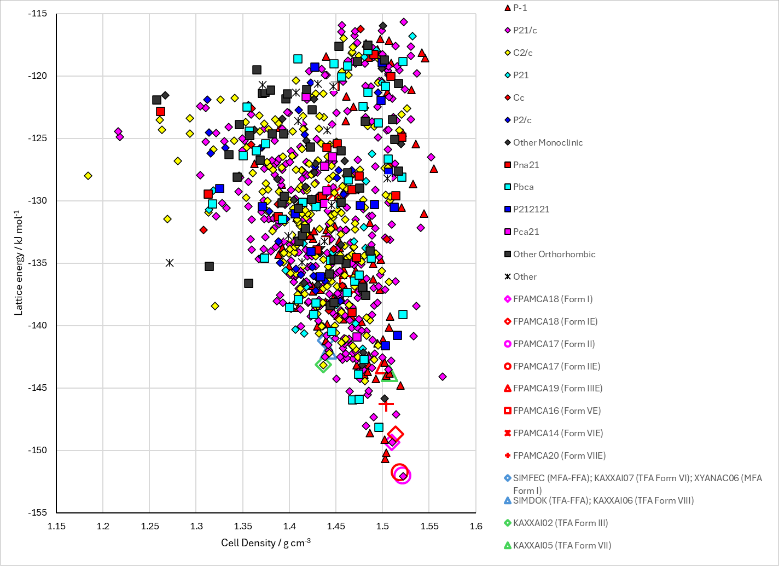 -115
-120
-125
-130
-135
-140
-145
-150
-155
Lattice energy / kJ mol⁻¹
1.15 1.2 1.25 1.3 1.35 1.4 1.45 1.5 1.55 1.6
Cell Density / g cm⁻³
P-1
P21/c
C2/c
P21
Cc
P2/c
Other Monoclinic
Pna21
Pbca
P212121
Pca21
Other Orthorhombic
Other
FPAMCA18 (Form I)
FPAMCA18 (Form IE)
FPAMCA17 (Form II)
FPAMCA17 (Form IIE)
FPAMCA19 (Form IIIE)
FPAMCA16 (Form VE)
FPAMCA14 (Form VIE)
FPAMCA20 (Form VIIE)
SIMFEC (MFA-FFA); KAXXAI07 (TFA Form VI); XYANAC06 (MFA
Form I)
SIMDOK (TFA-FFA); KAXXAI06 (TFA Form VIII)
KAXXAI02 (TFA Form III)
KAXXAI05 (TFA Form VII)